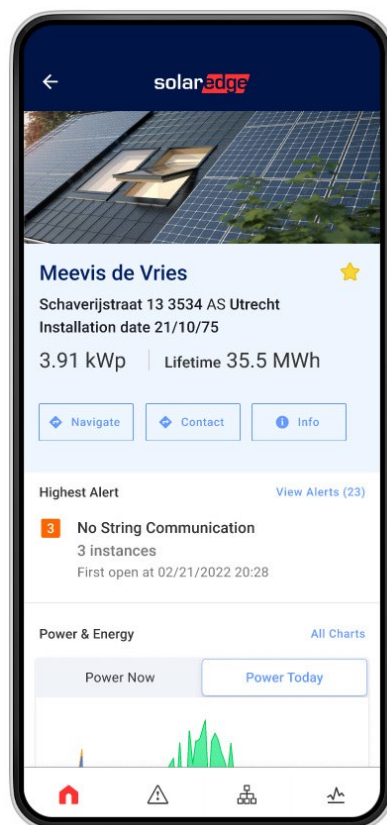 solaredge
Meevis de Vries
Schaverijstraat 13 3534 AS Utrecht
Installation date 21/10/75
3.91 kWp Lifetime 35.5 MWh
Navigate Contact Info
Highest Alert View Alerts (23)
3 No String Communication
3 instances
First open at 02/21/2022 20:28
Power & Energy All Charts
Power Now Power Today